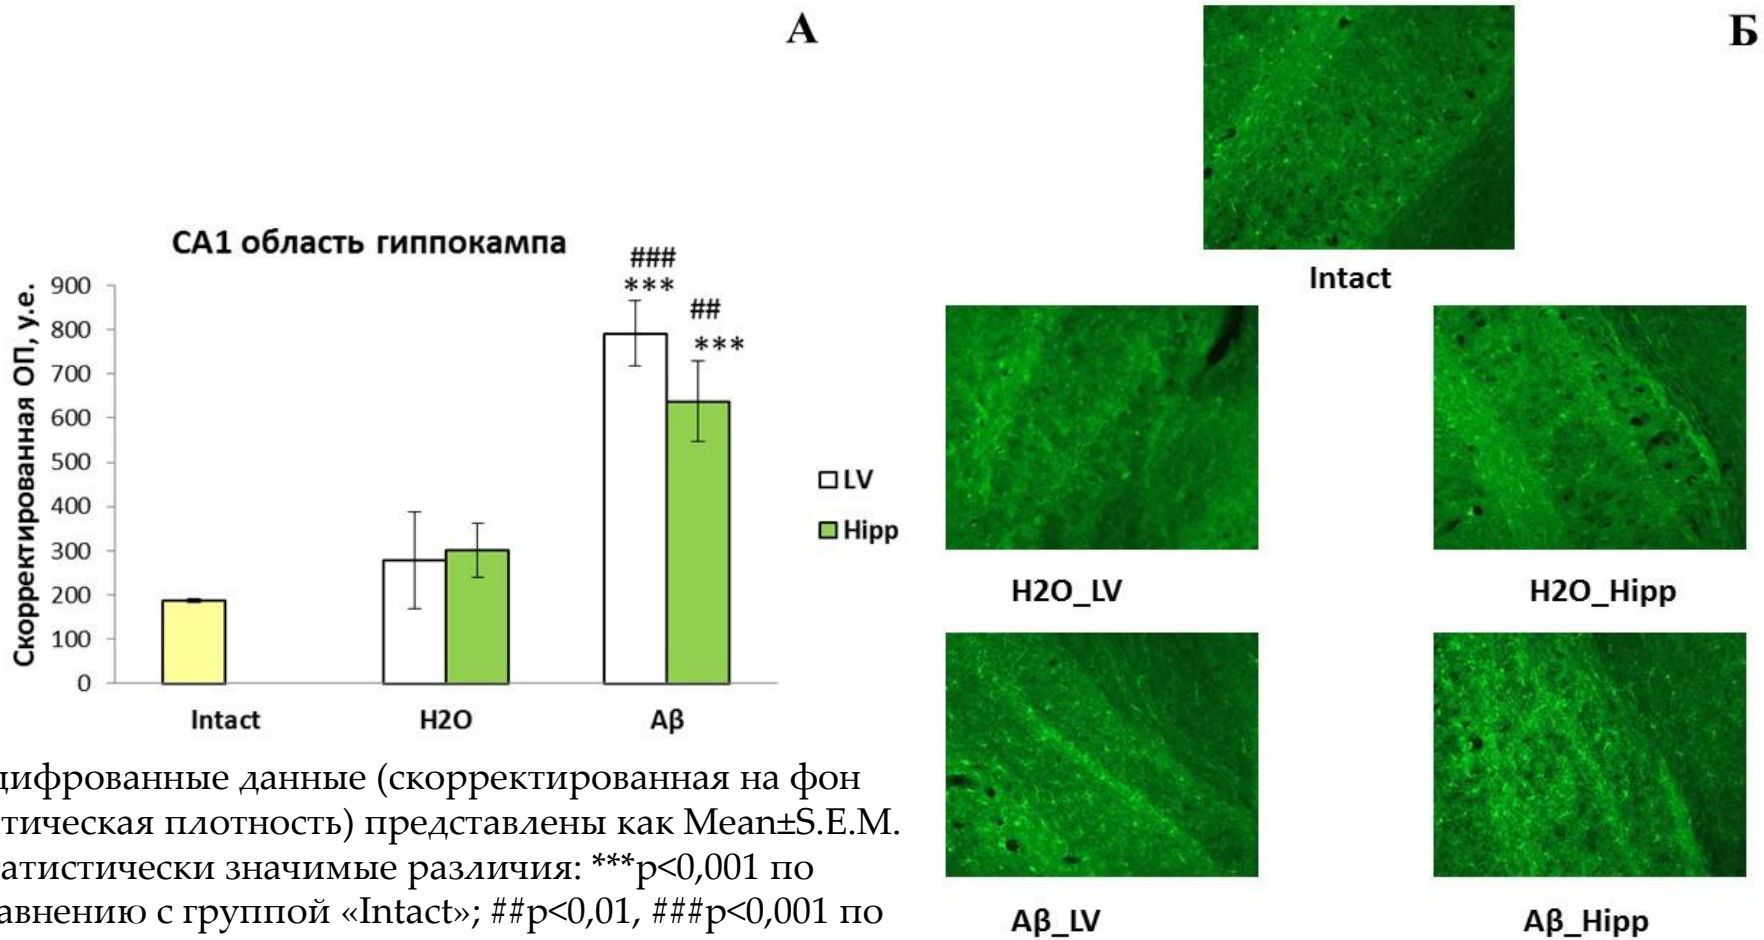 А
Б
СА1 область гиппокампа
###
***
##
***
Скорректированная ОП, у.е.
900
800
700
600
500
400
300
200
100
0
LV
Hipp
Intact
H2O
Aβ
Intact
H2O_LV
H2O_Hipp
Aβ_LV
Aβ_Hipp
цифрованные данные (скорректированная на фон
тическая плотность) представлены как Mean±S.E.M.
атистически значимые различия: ***p<0,001 по
авнению с группой «Intact»; ##p<0,01, ###p<0,001 по